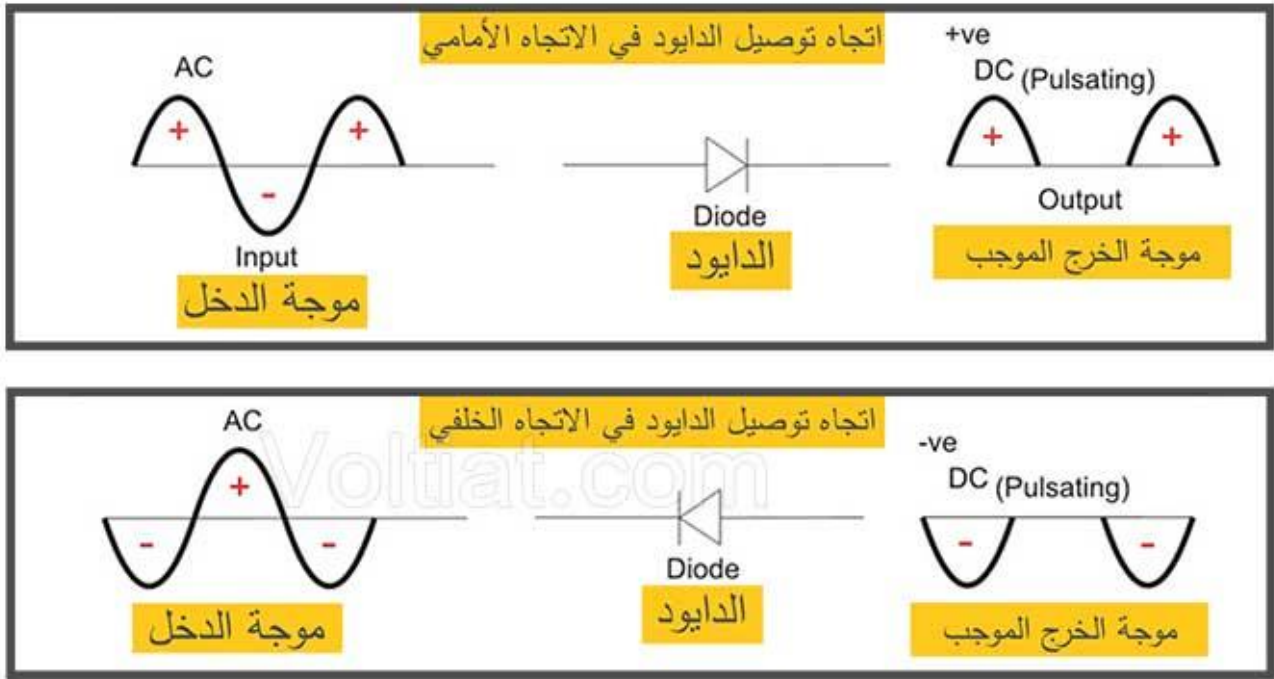 اتجاه توصيل الدايود في الاتجاه الأمامي
AC
+
+
-
Input
موجة الدخل
Diode
الدايود
+ve
DC (Pulsating)
+
+
Output
موجة الخرج الموجب
اتجاه توصيل الدايود في الاتجاه الخلفي
Voltiat.com
AC
+
-
-
موجة الدخل
Diode
الدايود
-ve
DC (Pulsating)
-
-
موجة الخرج الموجب